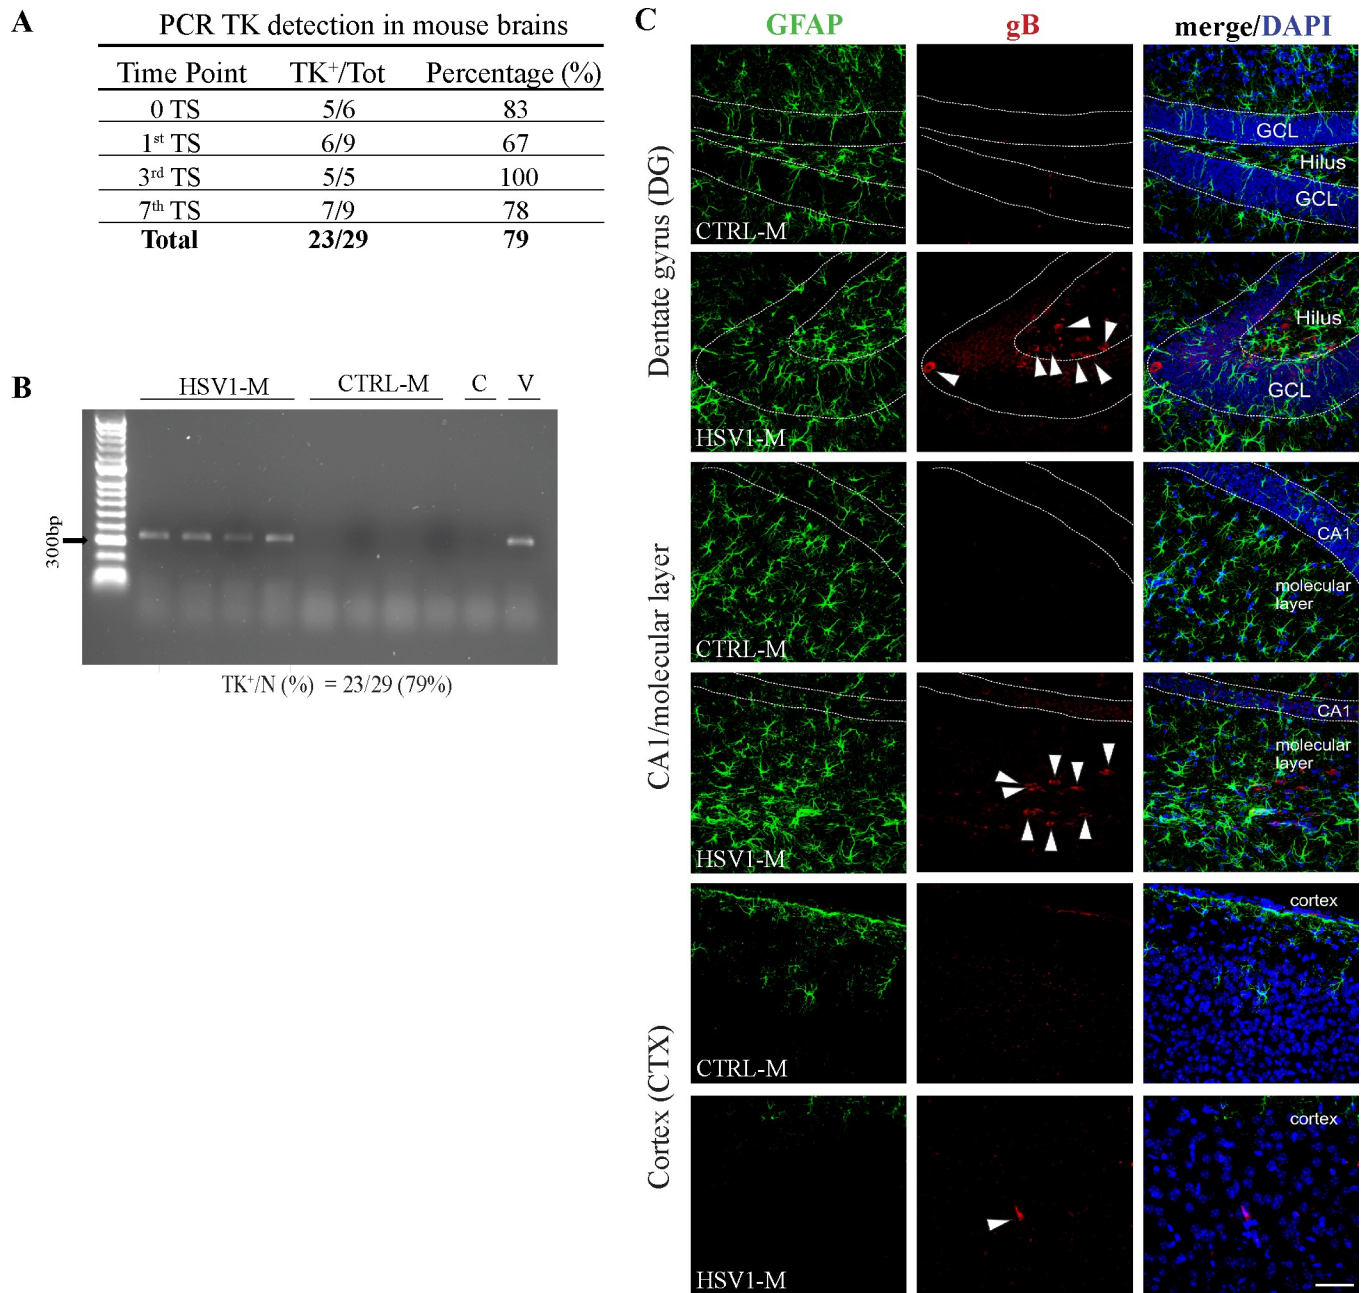 A
PCR TK detection in mouse brains
Time Point TK⁺/Tot Percentage (%)
0 TS 5/6 83
1ˢᵗ TS 6/9 67
3ʳᵈ TS 5/5 100
7ᵗʰ TS 7/9 78
Total 23/29 79
B
HSV1-M CTRL-M C V
300bp
TK⁺/N (%) = 23/29 (79%)
C
GFAP gB merge/DAPI
Dentate gyrus (DG)
CTRL-M
GCL
Hilus
GCL
HSV1-M
Hilus
GCL
CA1/molecular layer
CTRL-M
CA1
molecular
layer
HSV1-M
CA1
molecular
layer
Cortex (CTX)
CTRL-M
cortex
HSV1-M
cortex